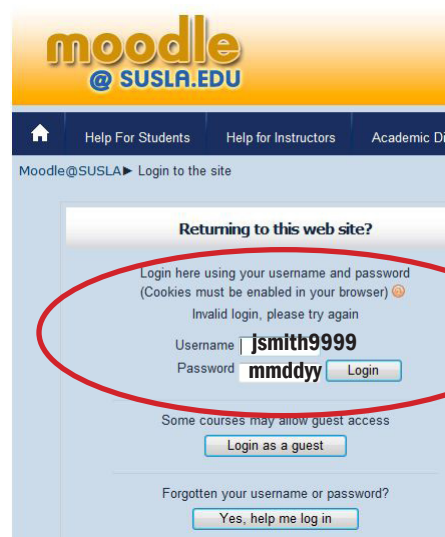 moodle
@ SUSLA.EDU
Help For Students Help for Instructors Academic Di
Moodle@SUSLA► Login to the site
Returning to this web site?
Login here using your username and password
(Cookies must be enabled in your browser)
Invalid login, please try again
Username jsmith9999
Password mmddyy Login
Some courses may allow guest access
Login as a guest
Forgotten your username or password?
Yes, help me log in